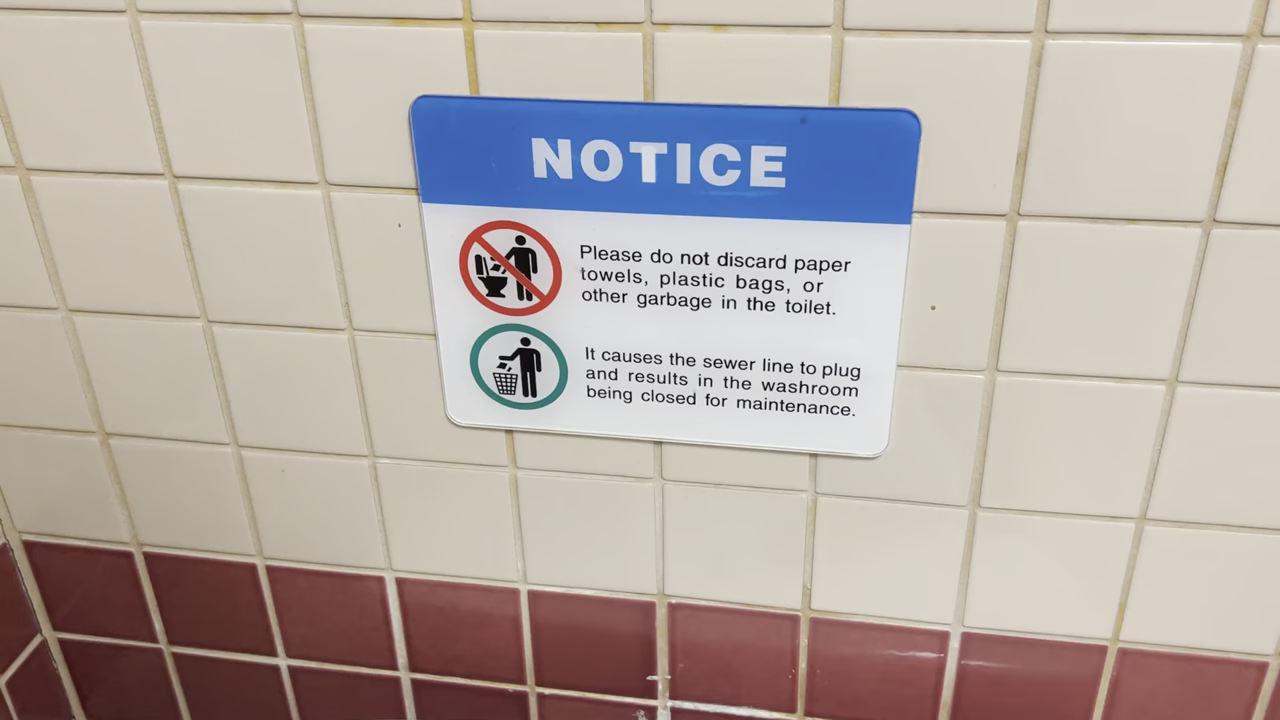 NOTICE
Please do not discard paper
towels, plastic bags, or
other garbage in the toilet.
It causes the sewer line to plug
and results in the washroom
being closed for maintenance.